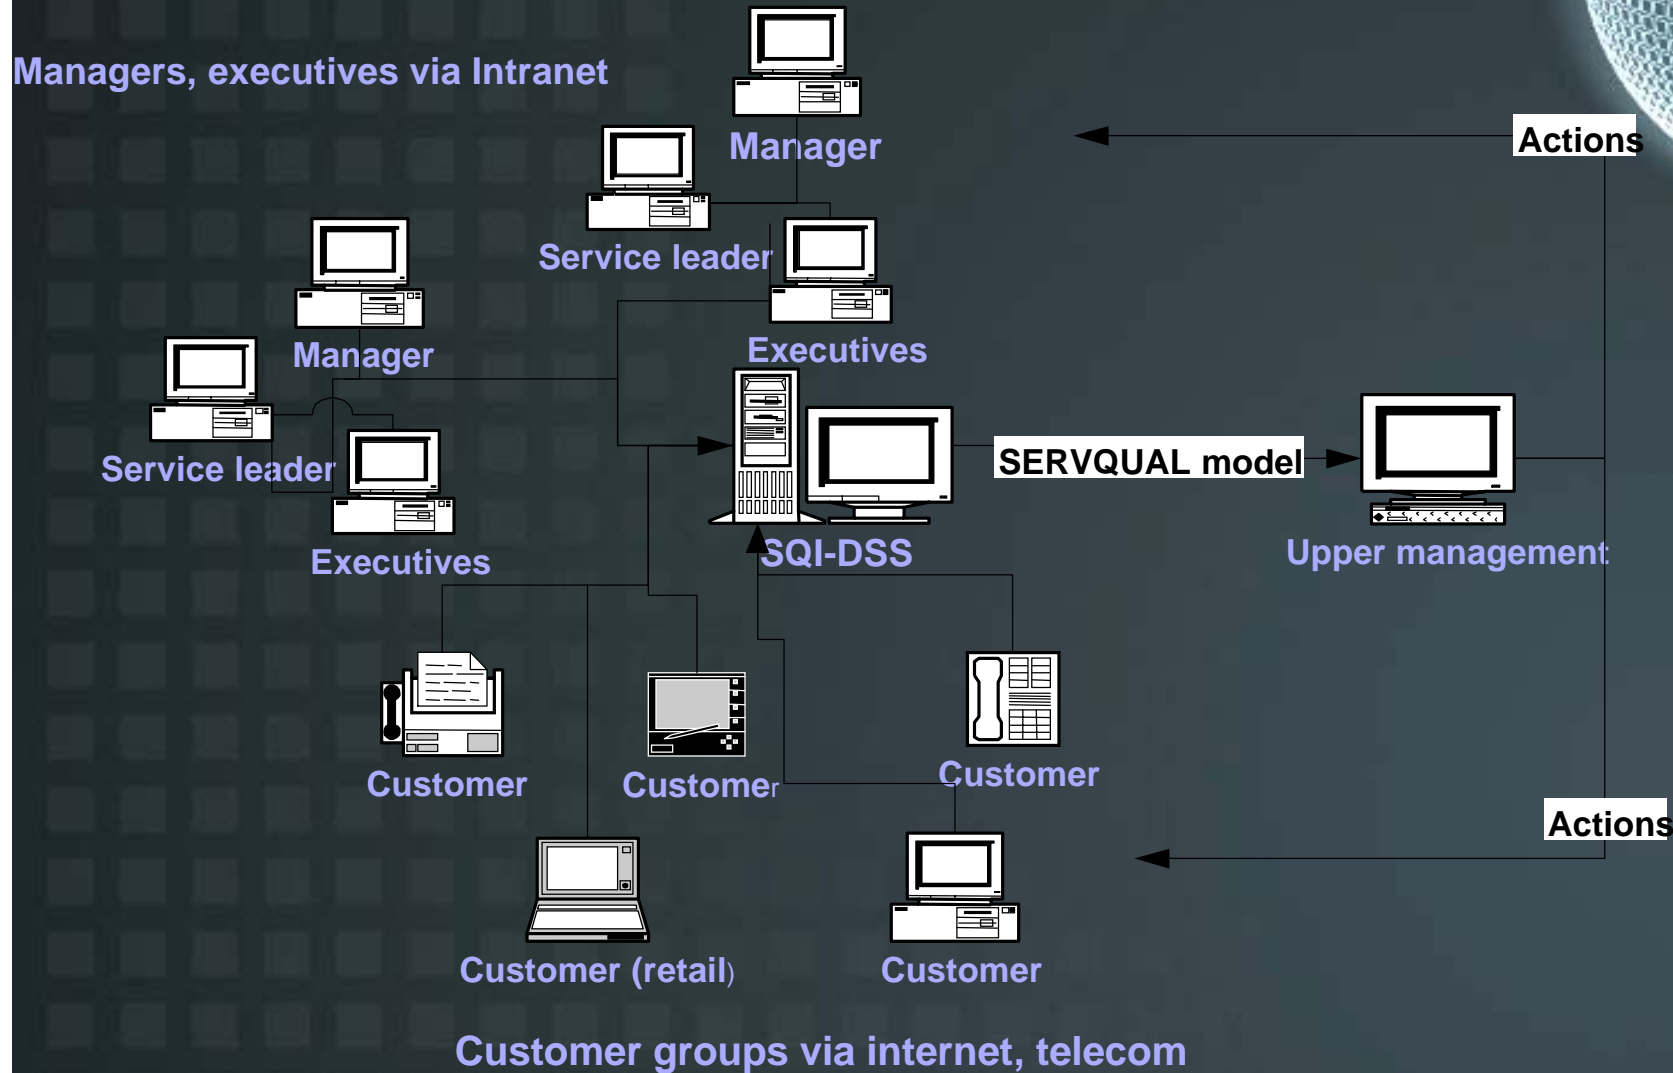 Managers, executives via Intranet
Manager
Actions
Service leader
Manager
Executives
Service leader
SERVQUAL model
Executives
SQI-DSS
Upper management
Customer
Customer
Customer
Actions
Customer (retail)
Customer
Customer groups via internet, telecom